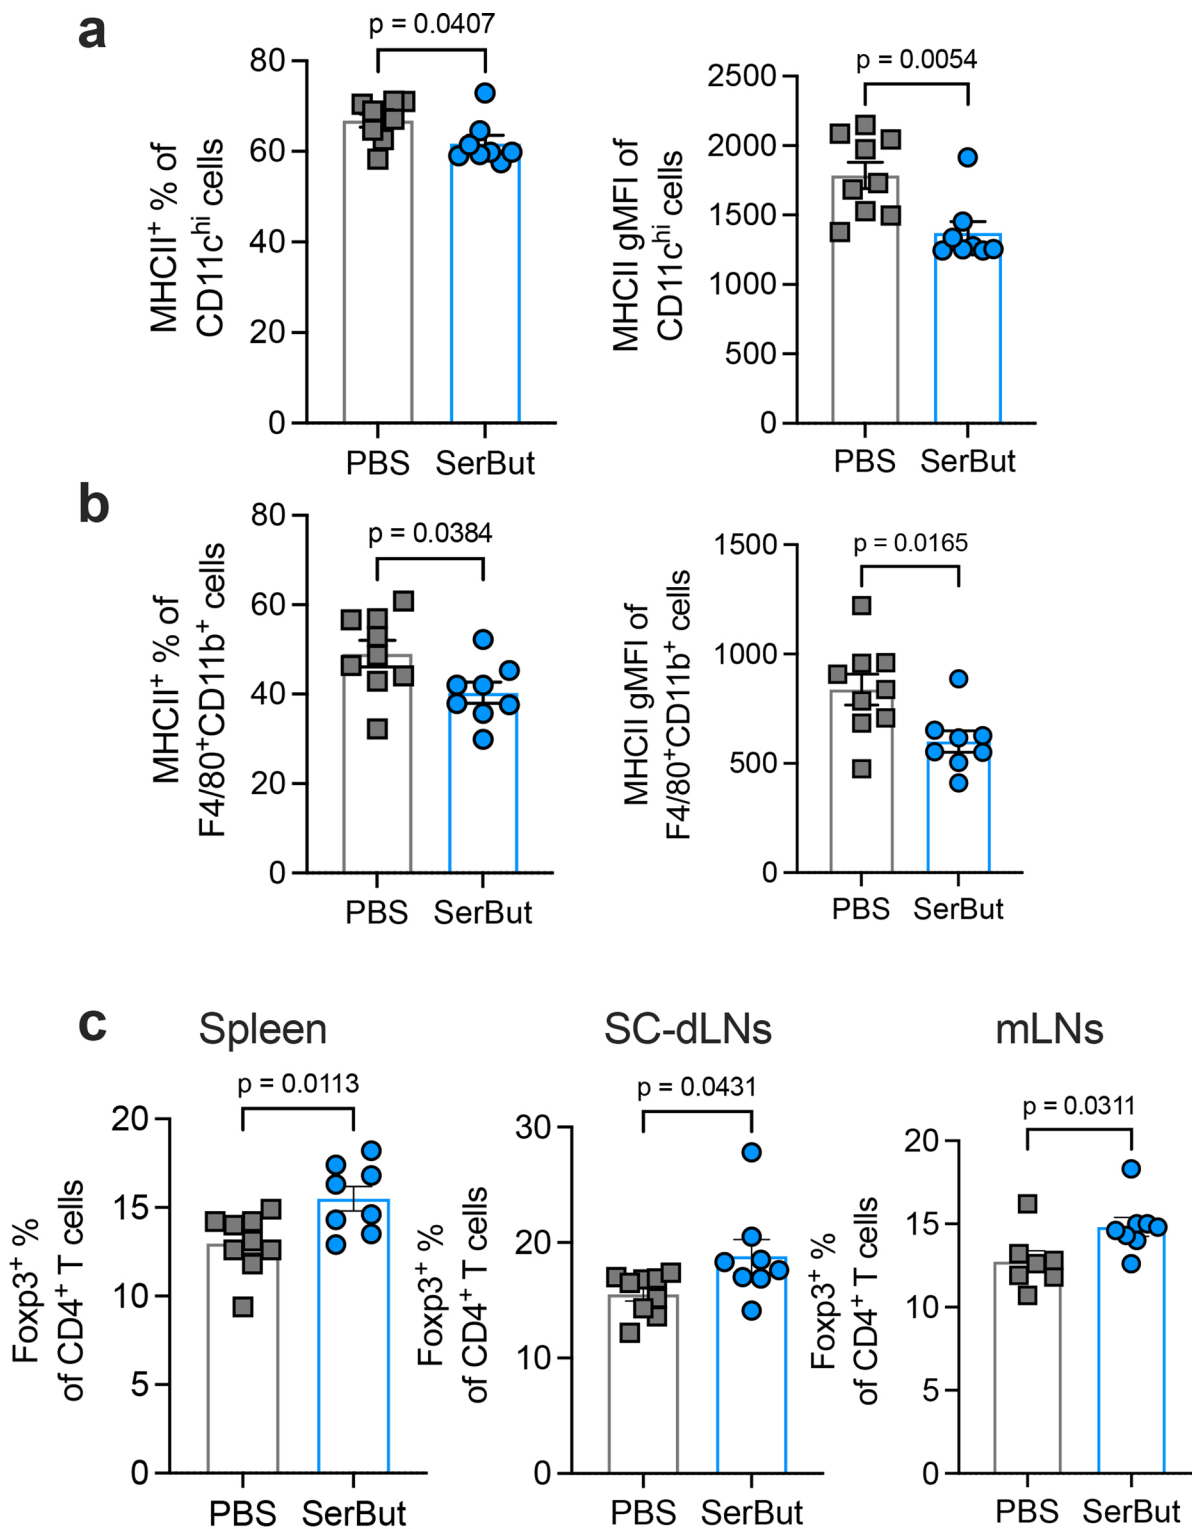 a
p = 0.0407
MHCII⁺ % of
CD11cʰⁱ cells
80
60
40
20
0
PBS SerBut
p = 0.0054
MHCII gMFI of
CD11cʰⁱ cells
2500
2000
1500
1000
500
0
PBS SerBut
b
p = 0.0384
MHCII⁺ % of
F4/80⁺CD11b⁺ cells
80
60
40
20
0
PBS SerBut
p = 0.0165
MHCII gMFI of
F4/80⁺CD11b⁺ cells
1500
1000
500
0
PBS SerBut
c
Spleen
p = 0.0113
Foxp3⁺ %
of CD4⁺ T cells
20
15
10
5
0
PBS SerBut
SC-dLNs
p = 0.0431
Foxp3⁺ %
of CD4⁺ T cells
30
20
10
0
PBS SerBut
mLNs
p = 0.0311
Foxp3⁺ %
of CD4⁺ T cells
20
15
10
5
0
PBS SerBut